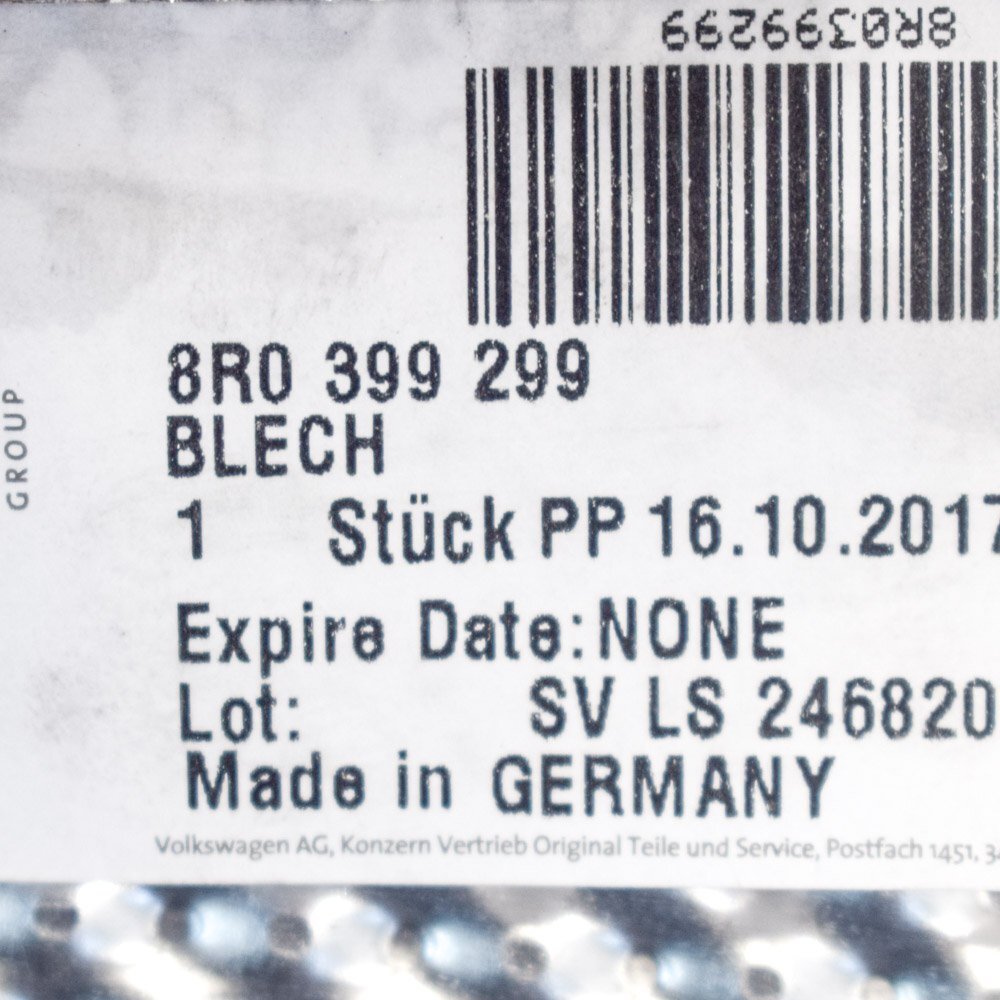 8R0399299
8R0 399 299
BLECH
1 Stück PP 16.10.2017
Expire Date:NONE
Lot: SV LS 246820
Made in GERMANY
Volkswagen AG, Konzern Vertrieb Original Teile und Service, Postfach 1451, 3
GROUP